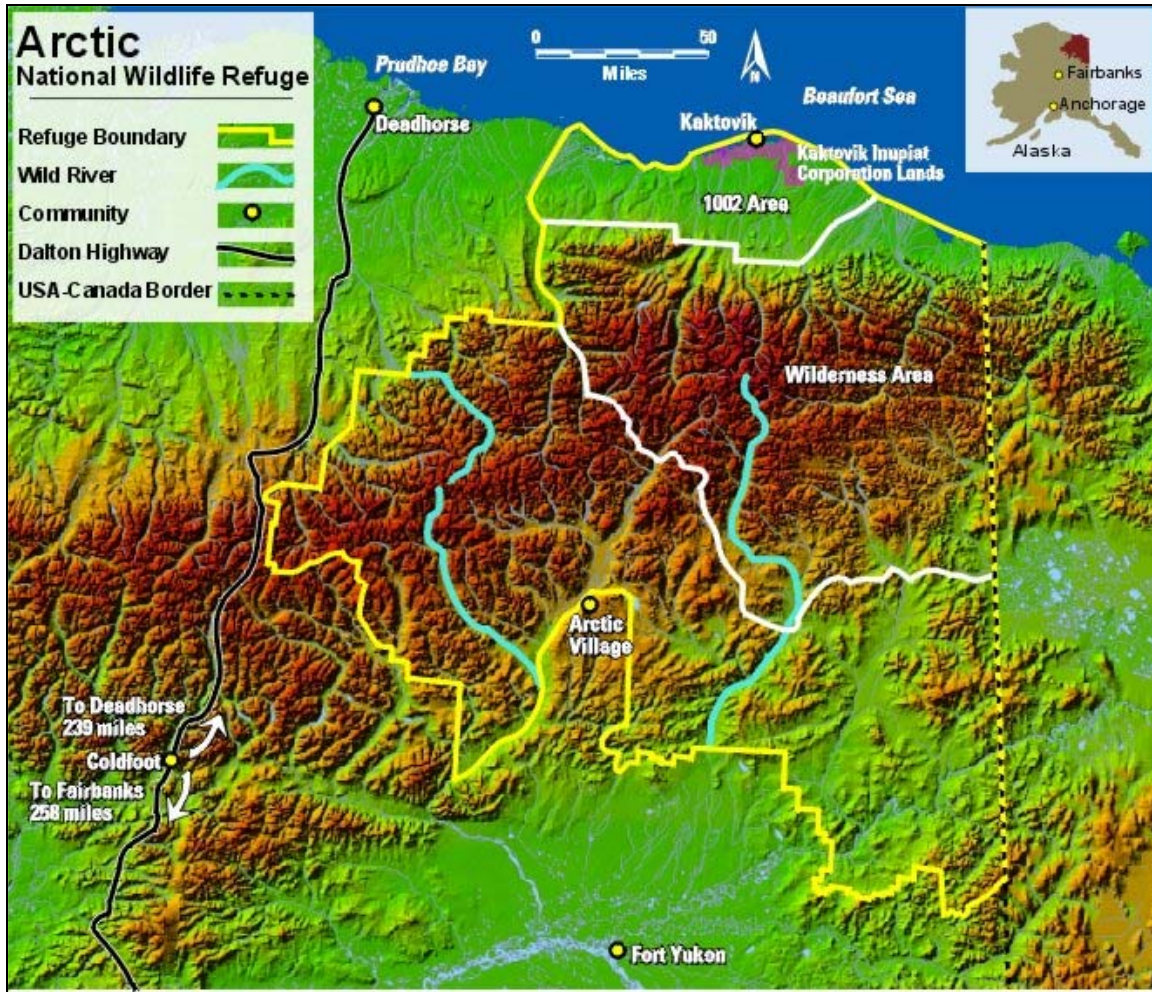 Arctic
National Wildlife Refuge
Refuge Boundary
Wild River
Community
Dalton Highway
USA-Canada Border
0 50
Miles
N
Prudhoe Bay
Deadhorse
Beaufort Sea
Kaktovik
Kaktovik Inupiat
Corporation Lands
1002 Area
Fairbanks
Anchorage
Alaska
Wilderness Area
Arctic
Village
To Deadhorse
239 miles
Coldfoot
To Fairbanks
258 miles
Fort Yukon